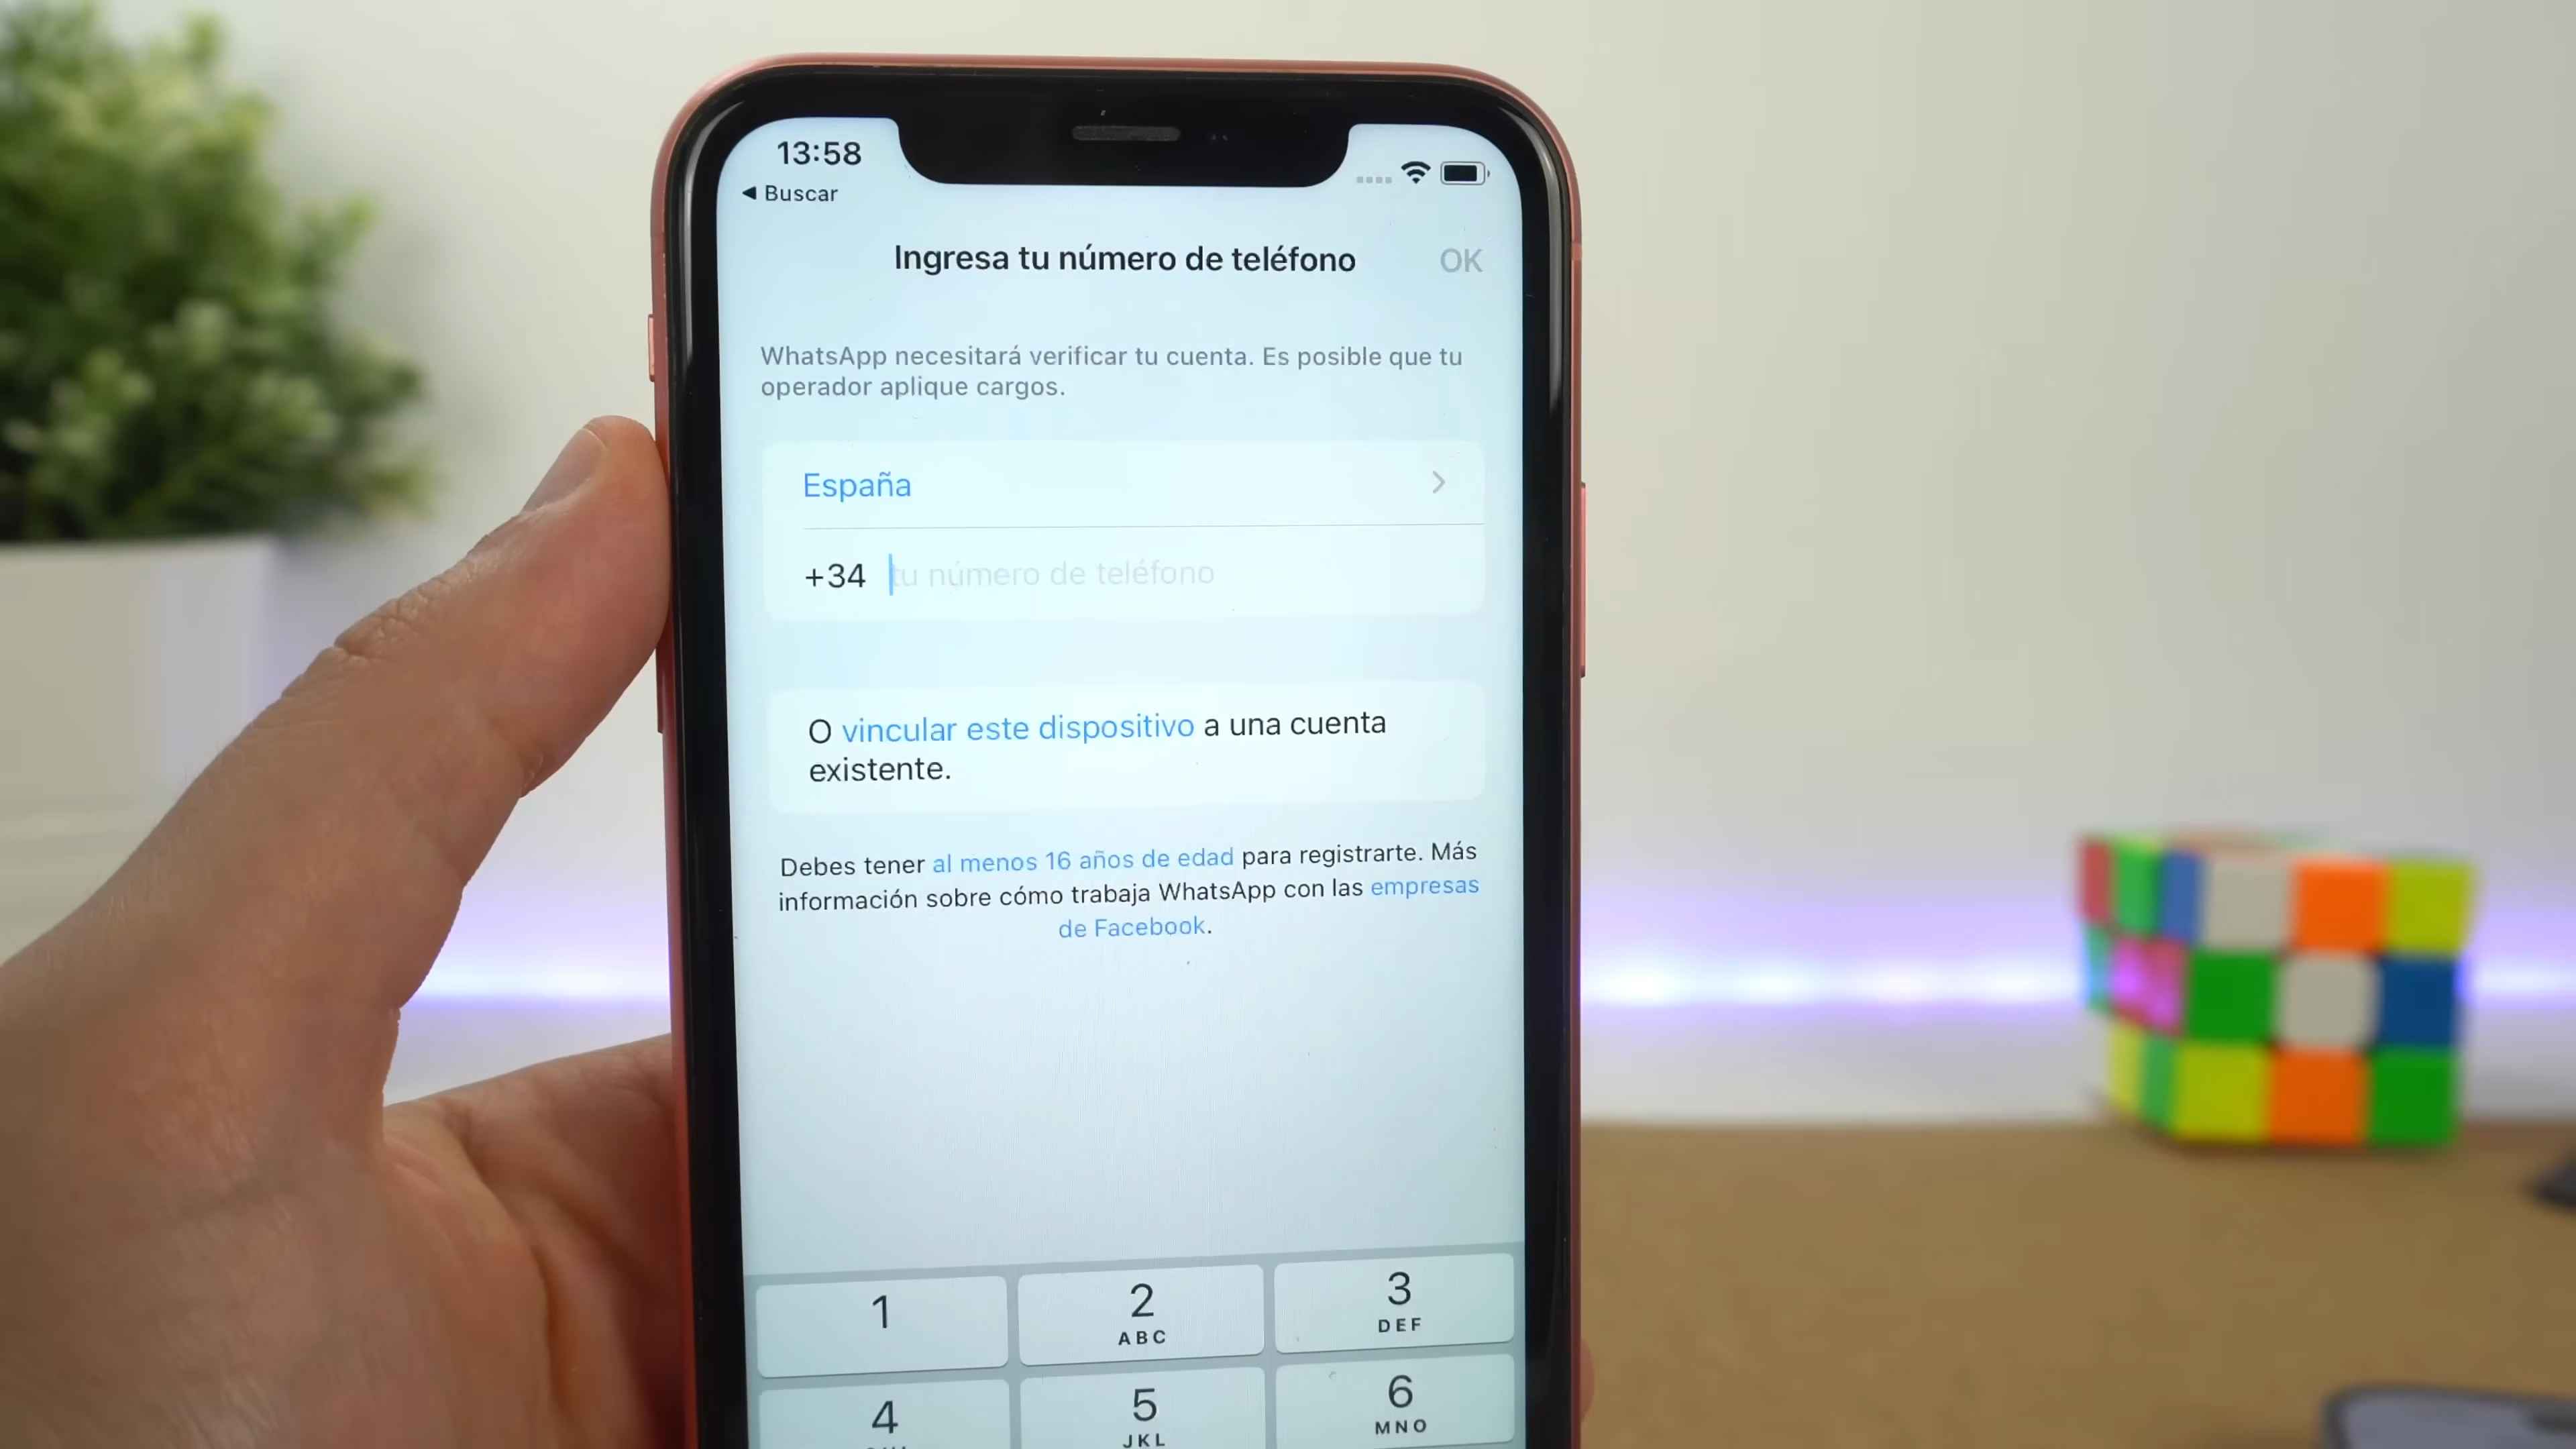 13:58
◀ Buscar
Ingresa tu número de teléfono
OK
WhatsApp necesitará verificar tu cuenta. Es posible que tu
operador aplique cargos.
España
+34 tu número de teléfono
O vincular este dispositivo a una cuenta
existente.
Debes tener al menos 16 años de edad para registrarte. Más
información sobre cómo trabaja WhatsApp con las empresas
de Facebook.
1
2
ABC
3
DEF
4
5
JKL
6
MNO